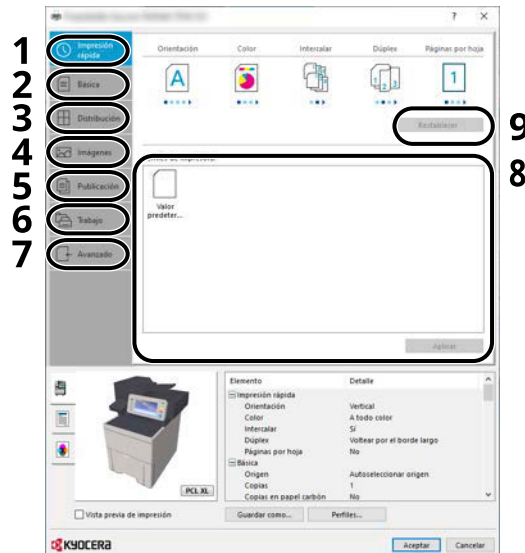 ? ×
1 Impresión rápida
2 Básica
3 Distribución
4 Imágenes
5 Publicación
6 Trabajo
7 Avanzado
Orientación Color Intercalar Dúplex Páginas por hoja
A 1 2 3 1
Restablecer 9
8
Valor
predeter...
Aplicar
Elemento Detalle
Impresión rápida
Orientación Vertical
Color A todo color
Intercalar Sí
Dúplex Voltear por el borde largo
Páginas por hoja No
Básica
Origen Autoseleccionar origen
Copias 1
Copias en papel carbón No
PCL XL
Vista previa de impresión Guardar como... Perfiles...
KYOCERA Aceptar Cancelar